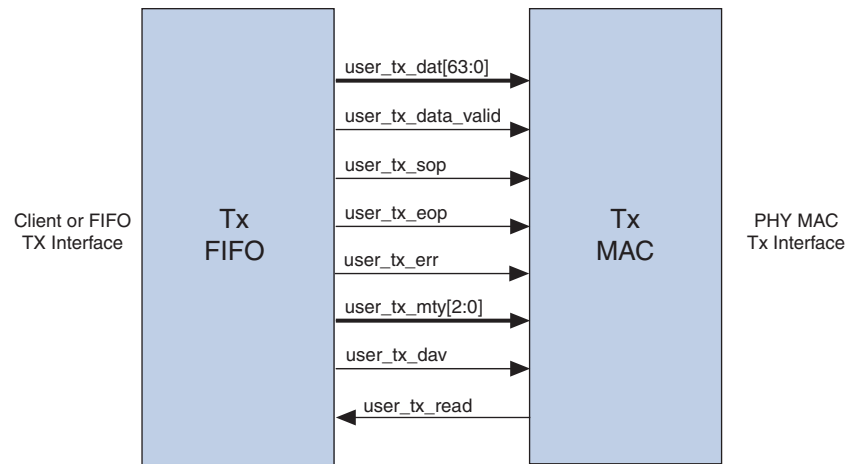 user_tx_dat[63:0]
user_tx_data_valid
user_tx_sop
user_tx_eop
user_tx_err
user_tx_mty[2:0]
user_tx_dav
user_tx_read
Client or FIFO
TX Interface
Tx
FIFO
Tx
MAC
PHY MAC
Tx Interface